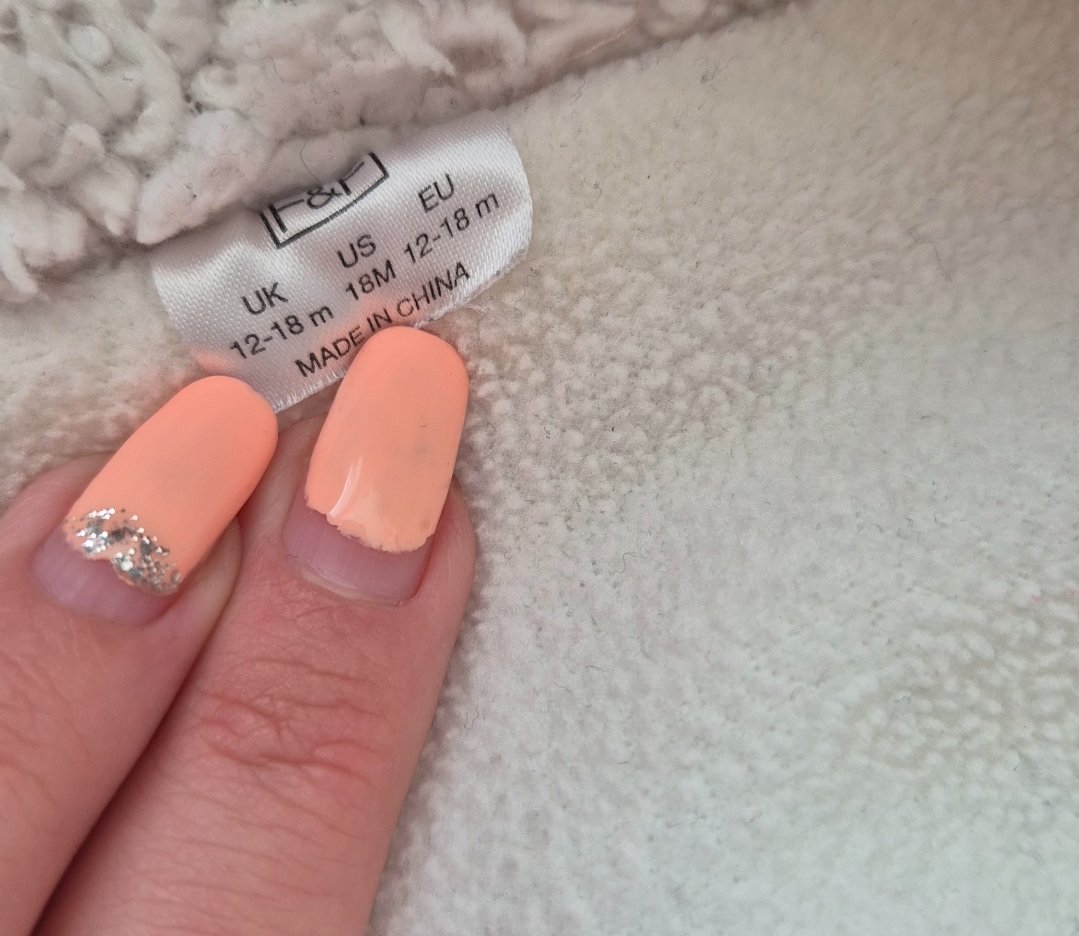 F&F
UK US EU
12-18 m 18M 12-18 m
MADE IN CHINA